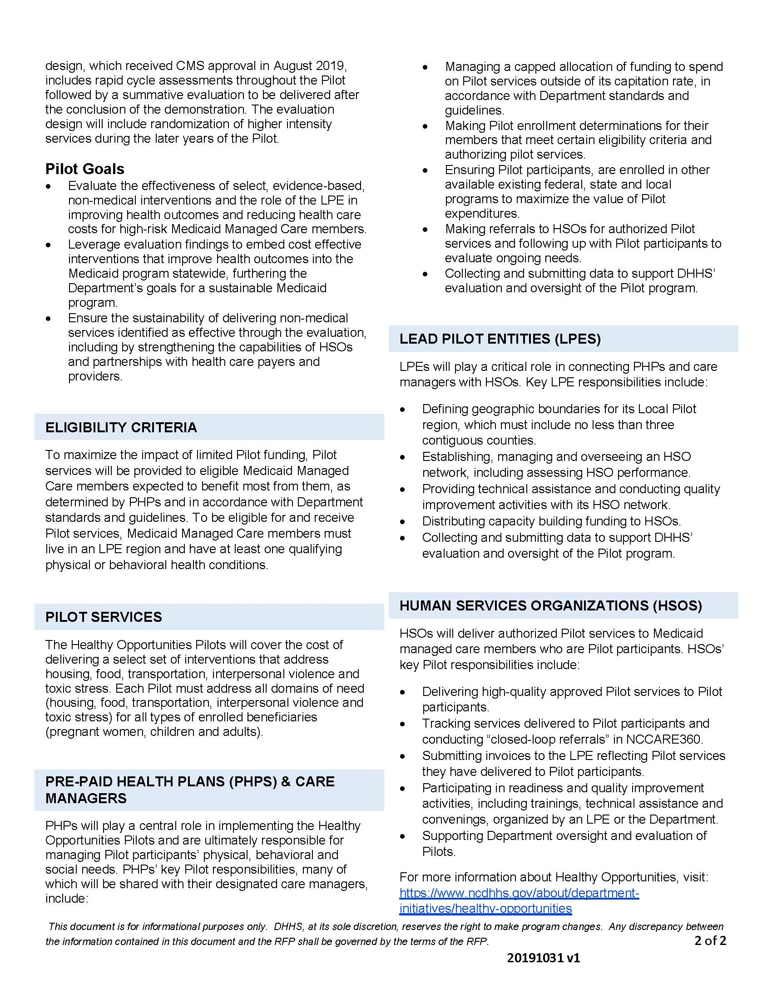 design, which received CMS approval in August 2019,
includes rapid cycle assessments throughout the Pilot
followed by a summative evaluation to be delivered after
the conclusion of the demonstration. The evaluation
design will include randomization of higher intensity
services during the later years of the Pilot.
Pilot Goals
• Evaluate the effectiveness of select, evidence-based,
non-medical interventions and the role of the LPE in
improving health outcomes and reducing health care
costs for high-risk Medicaid Managed Care members.
• Leverage evaluation findings to embed cost effective
interventions that improve health outcomes into the
Medicaid program statewide, furthering the
Department’s goals for a sustainable Medicaid
program.
• Ensure the sustainability of delivering non-medical
services identified as effective through the evaluation,
including by strengthening the capabilities of HSOs
and partnerships with health care payers and
providers.
ELIGIBILITY CRITERIA
To maximize the impact of limited Pilot funding, Pilot
services will be provided to eligible Medicaid Managed
Care members expected to benefit most from them, as
determined by PHPs and in accordance with Department
standards and guidelines. To be eligible for and receive
Pilot services, Medicaid Managed Care members must
live in an LPE region and have at least one qualifying
physical or behavioral health conditions.
PILOT SERVICES
The Healthy Opportunities Pilots will cover the cost of
delivering a select set of interventions that address
housing, food, transportation, interpersonal violence and
toxic stress. Each Pilot must address all domains of need
(housing, food, transportation, interpersonal violence and
toxic stress) for all types of enrolled beneficiaries
(pregnant women, children and adults).
PRE-PAID HEALTH PLANS (PHPS) & CARE
MANAGERS
PHPs will play a central role in implementing the Healthy
Opportunities Pilots and are ultimately responsible for
managing Pilot participants’ physical, behavioral and
social needs. PHPs’ key Pilot responsibilities, many of
which will be shared with their designated care managers,
include:
• Managing a capped allocation of funding to spend
on Pilot services outside of its capitation rate, in
accordance with Department standards and
guidelines.
• Making Pilot enrollment determinations for their
members that meet certain eligibility criteria and
authorizing pilot services.
• Ensuring Pilot participants, are enrolled in other
available existing federal, state and local
programs to maximize the value of Pilot
expenditures.
• Making referrals to HSOs for authorized Pilot
services and following up with Pilot participants to
evaluate ongoing needs.
• Collecting and submitting data to support DHHS’
evaluation and oversight of the Pilot program.
LEAD PILOT ENTITIES (LPES)
LPEs will play a critical role in connecting PHPs and care
managers with HSOs. Key LPE responsibilities include:
• Defining geographic boundaries for its Local Pilot
region, which must include no less than three
contiguous counties.
• Establishing, managing and overseeing an HSO
network, including assessing HSO performance.
• Providing technical assistance and conducting quality
improvement activities with its HSO network.
• Distributing capacity building funding to HSOs.
• Collecting and submitting data to support DHHS’
evaluation and oversight of the Pilot program.
HUMAN SERVICES ORGANIZATIONS (HSOS)
HSOs will deliver authorized Pilot services to Medicaid
managed care members who are Pilot participants. HSOs’
key Pilot responsibilities include:
• Delivering high-quality approved Pilot services to Pilot
participants.
• Tracking services delivered to Pilot participants and
conducting “closed-loop referrals” in NCCARE360.
• Submitting invoices to the LPE reflecting Pilot services
they have delivered to Pilot participants.
• Participating in readiness and quality improvement
activities, including trainings, technical assistance and
convenings, organized by an LPE or the Department.
• Supporting Department oversight and evaluation of
Pilots.
For more information about Healthy Opportunities, visit:
https://www.ncdhhs.gov/about/department-
initiatives/healthy-opportunities
This document is for informational purposes only. DHHS, at its sole discretion, reserves the right to make program changes. Any discrepancy between
the information contained in this document and the RFP shall be governed by the terms of the RFP. 2 of 2
20191031 v1